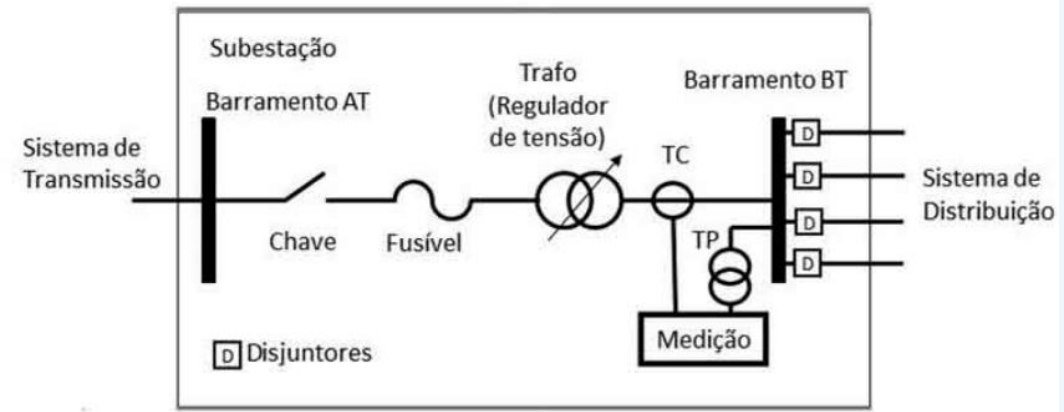 Subestação
Barramento AT
Sistema de
Transmissão
Chave
Fusível
Trafo
(Regulador
de tensão)
TC
TP
Medição
Barramento BT
D
D
D
D
Sistema de
Distribuição
D Disjuntores